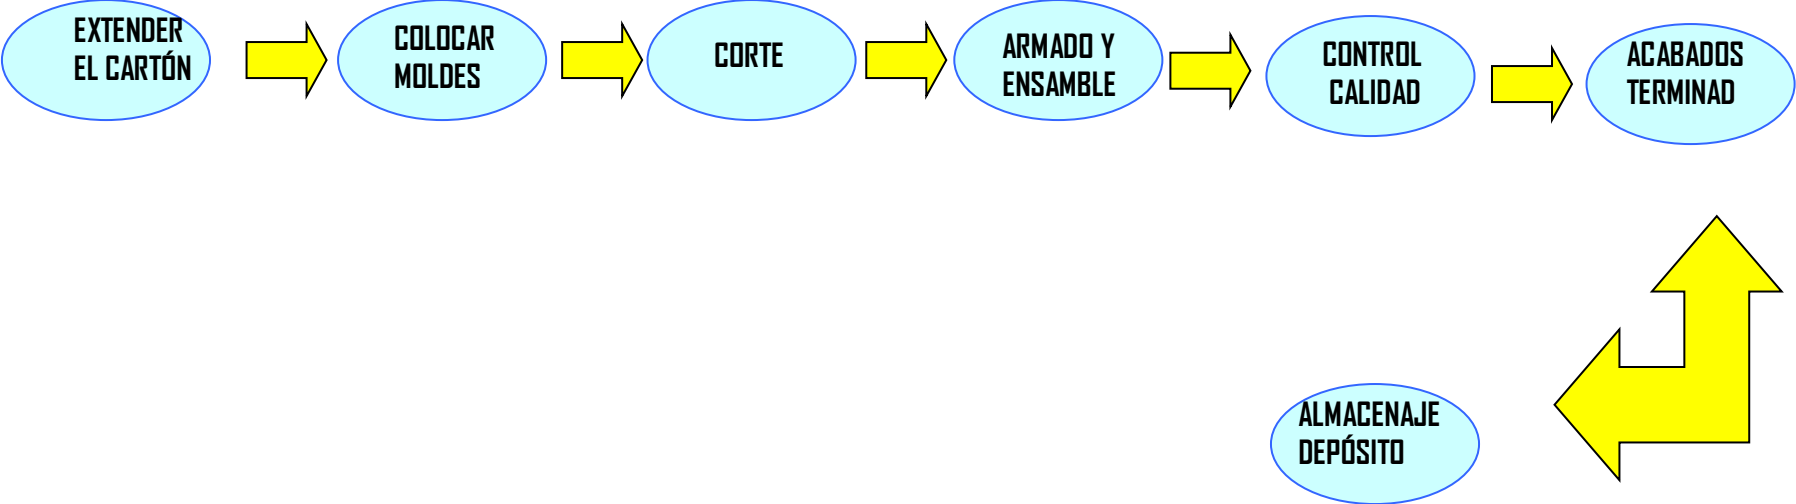 EXTENDER
EL CARTÓN
COLOCAR
MOLDES
CORTE
ARMADO Y
ENSAMBLE
CONTROL
CALIDAD
ACABADOS
TERMINAD
ALMACENAJE
DEPÓSITO